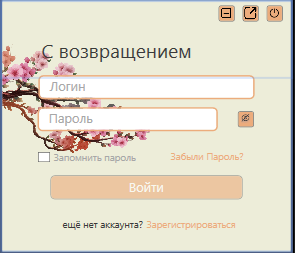 С возвращением
Логин
Пароль
Запомнить пароль Забыли Пароль?
Войти
ещё нет аккаунта? Зарегистрироваться